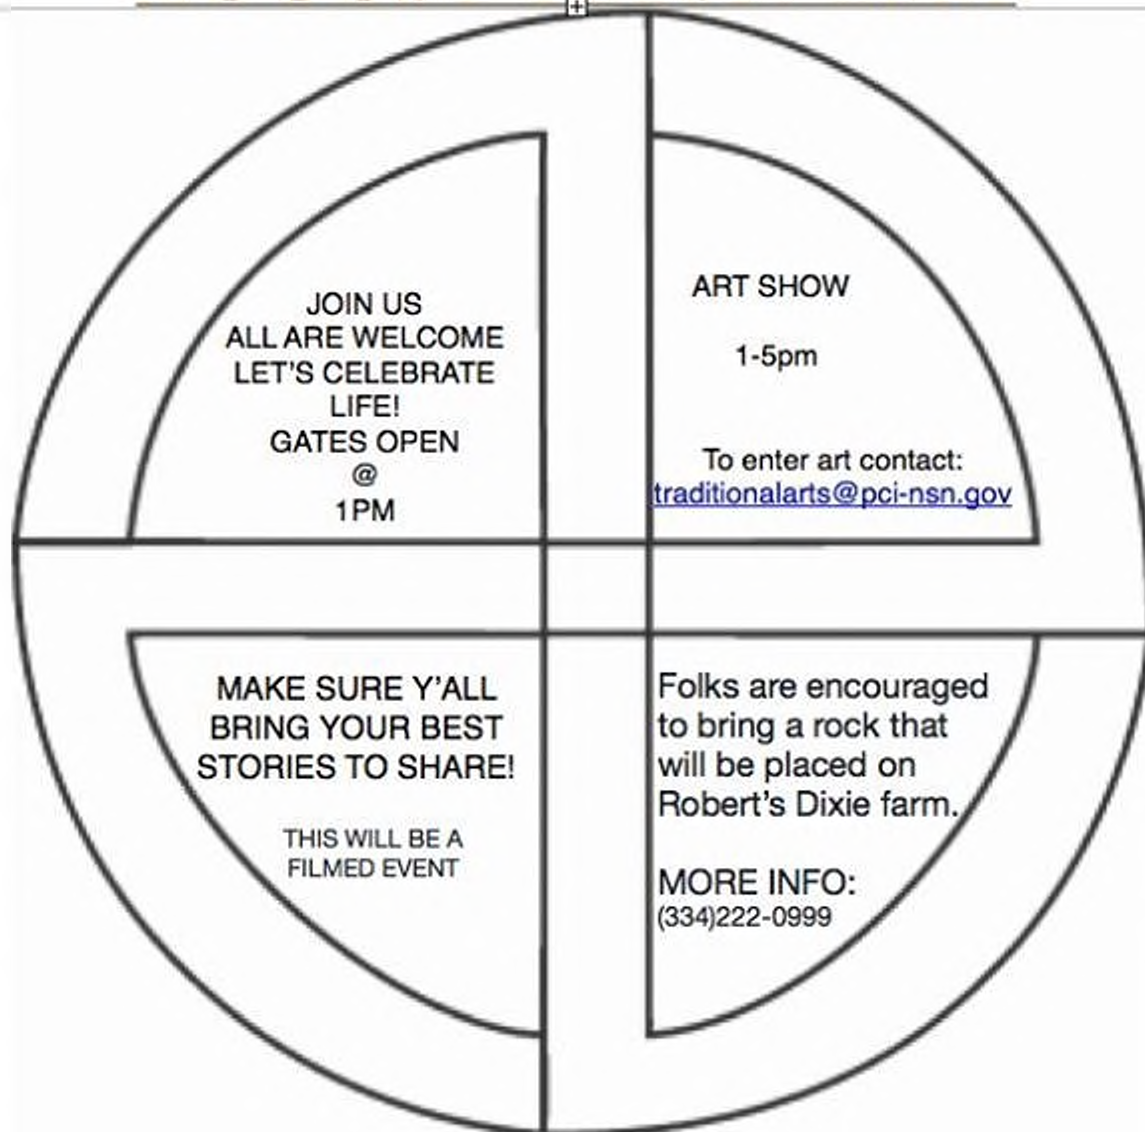 JOIN US
ALL ARE WELCOME
LET'S CELEBRATE
LIFE!
GATES OPEN
@
1PM
ART SHOW
1-5pm
To enter art contact:
traditionalarts@pci-nsn.gov
MAKE SURE Y'ALL
BRING YOUR BEST
STORIES TO SHARE!
THIS WILL BE A
FILMED EVENT
Folks are encouraged
to bring a rock that
will be placed on
Robert's Dixie farm.
MORE INFO:
(334)222-0999